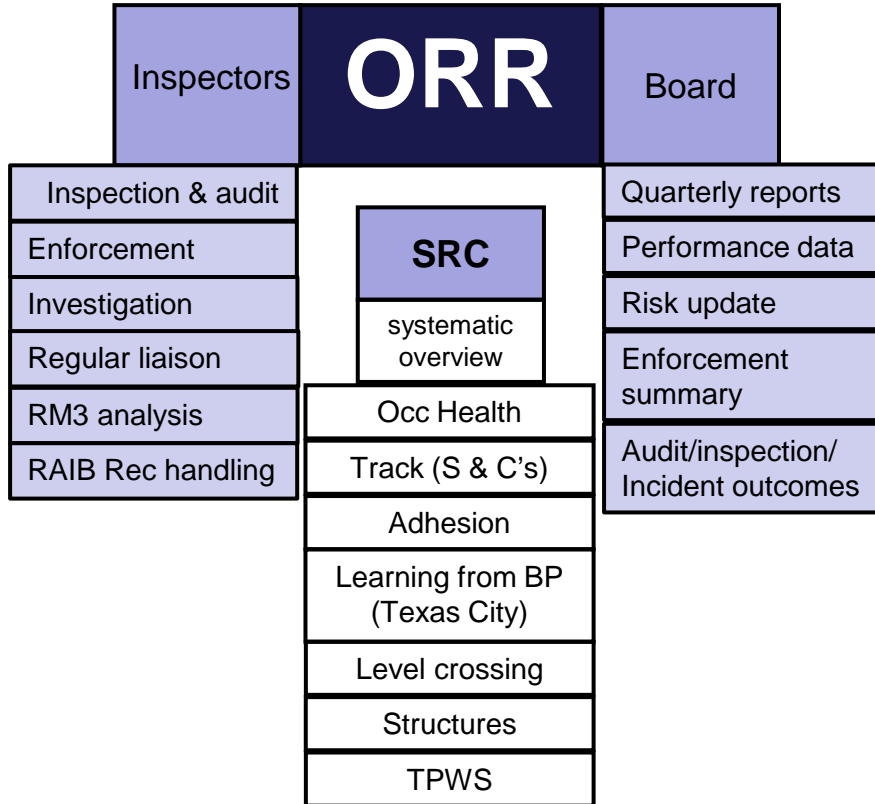 Inspectors
ORR
Board
Inspection & audit
Enforcement
Investigation
Regular liaison
RM3 analysis
RAIB Rec handling
SRC
systematic
overview
Occ Health
Track (S & C's)
Adhesion
Learning from BP
(Texas City)
Level crossing
Structures
TPWS
Quarterly reports
Performance data
Risk update
Enforcement
summary
Audit/inspection/
Incident outcomes